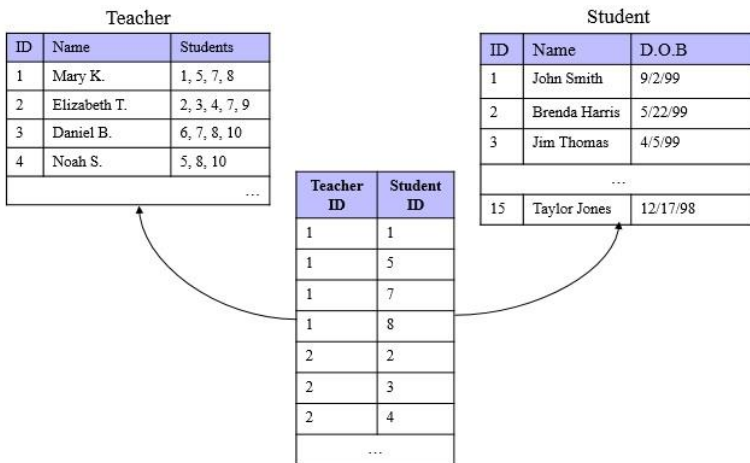 Teacher
ID Name Students
1 Mary K. 1, 5, 7, 8
2 Elizabeth T. 2, 3, 4, 7, 9
3 Daniel B. 6, 7, 8, 10
4 Noah S. 5, 8, 10
...
Student
ID Name D.O.B
1 John Smith 9/2/99
2 Brenda Harris 5/22/99
3 Jim Thomas 4/5/99
...
15 Taylor Jones 12/17/98
Teacher Student
ID ID
1 1
1 5
1 7
1 8
2 2
2 3
2 4
...